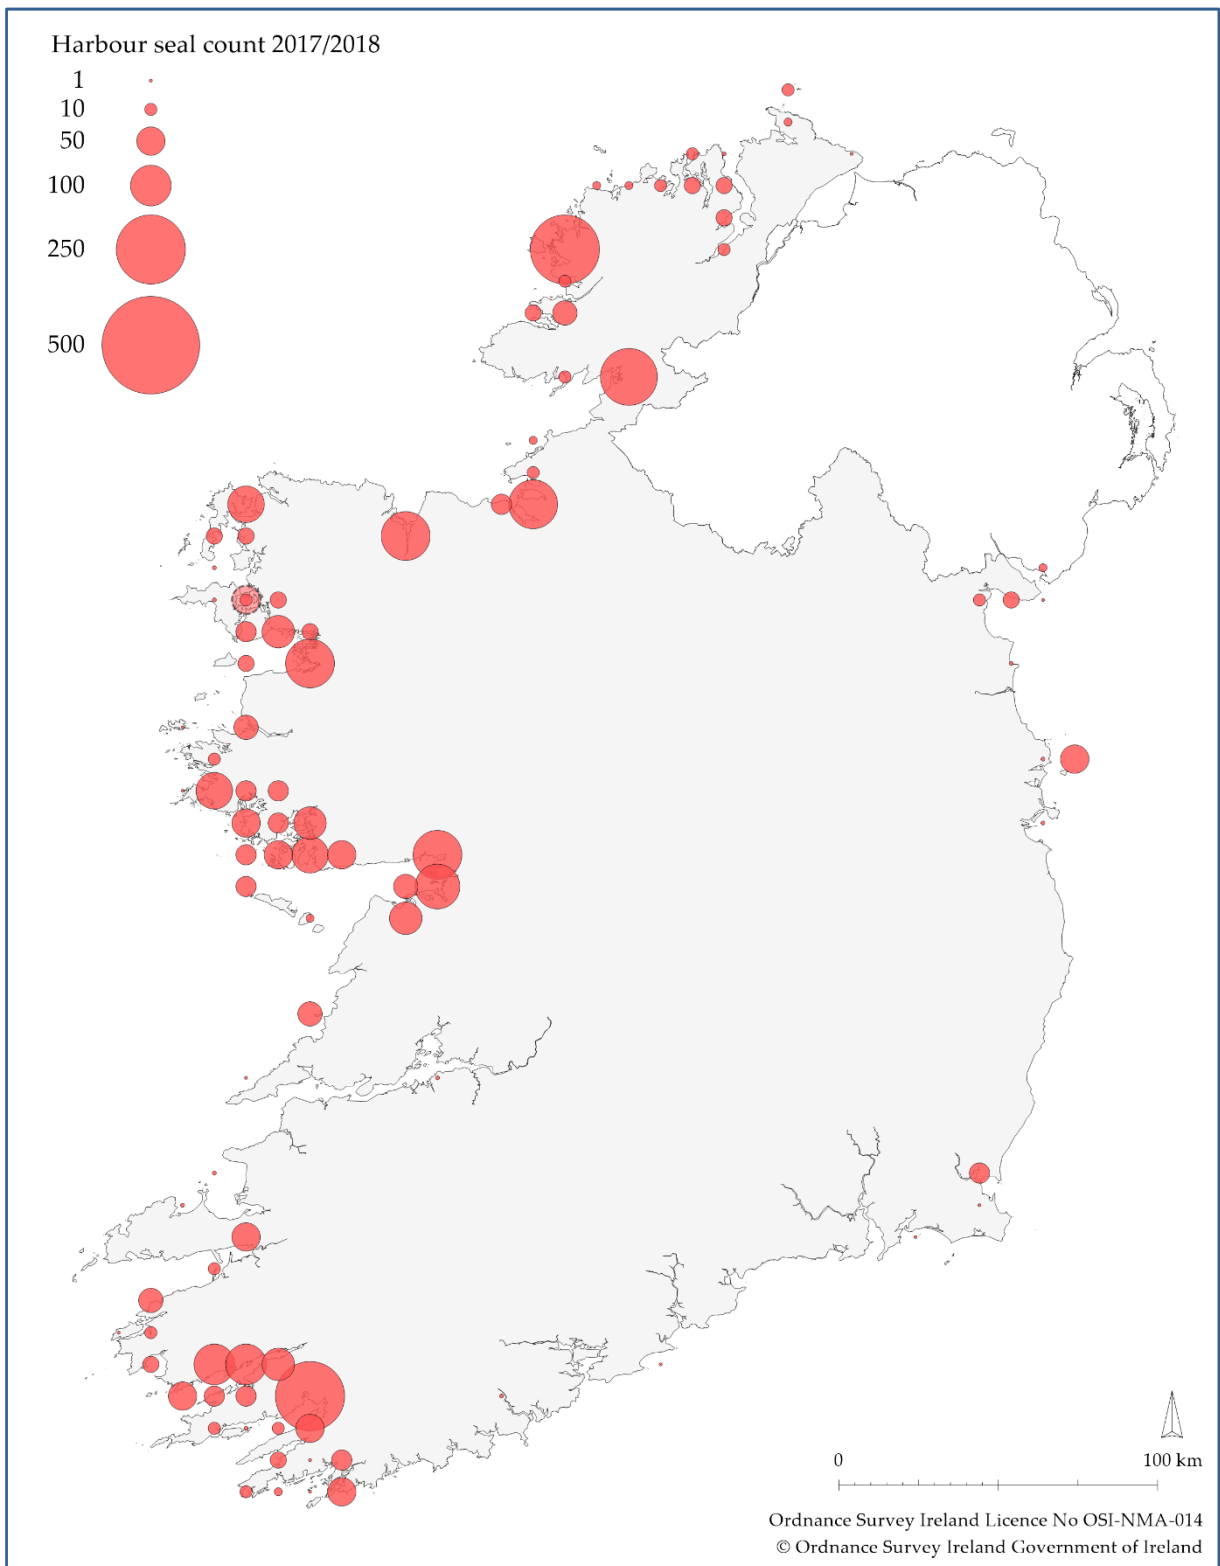 Harbour seal count 2017/2018
1
10
50
100
250
500
0 100 km
Ordnance Survey Ireland Licence No OSI-NMA-014
© Ordnance Survey Ireland Government of Ireland